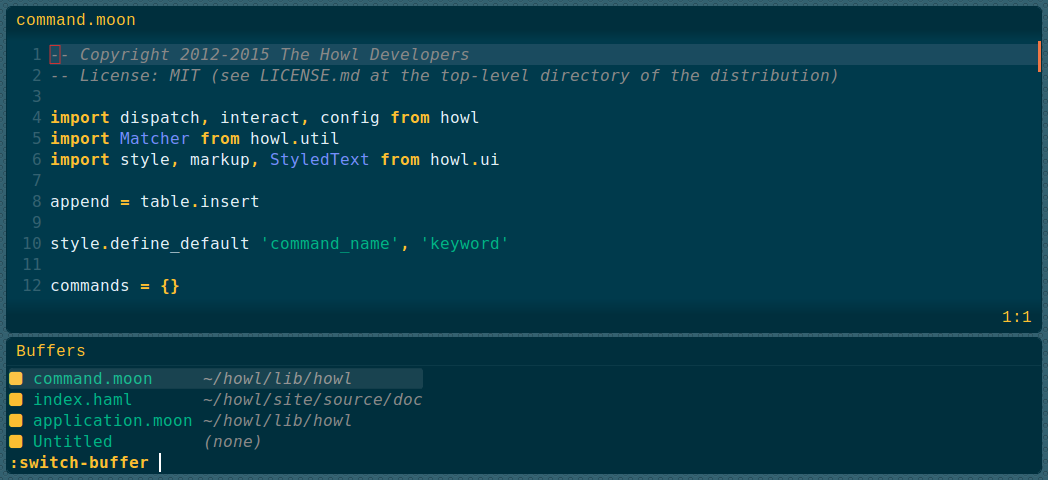 command.moon
1 -- Copyright 2012-2015 The Howl Developers
2 -- License: MIT (see LICENSE.md at the top-level directory of the distribution)
3
4 import dispatch, interact, config from howl
5 import Matcher from howl.util
6 import style, markup, StyledText from howl.ui
7
8 append = table.insert
9
10 style.define_default 'command_name', 'keyword'
11
12 commands = {}
1:1
Buffers
command.moon ~/howl/lib/howl
index.haml ~/howl/site/source/doc
application.moon ~/howl/lib/howl
Untitled (none)
:switch-buffer